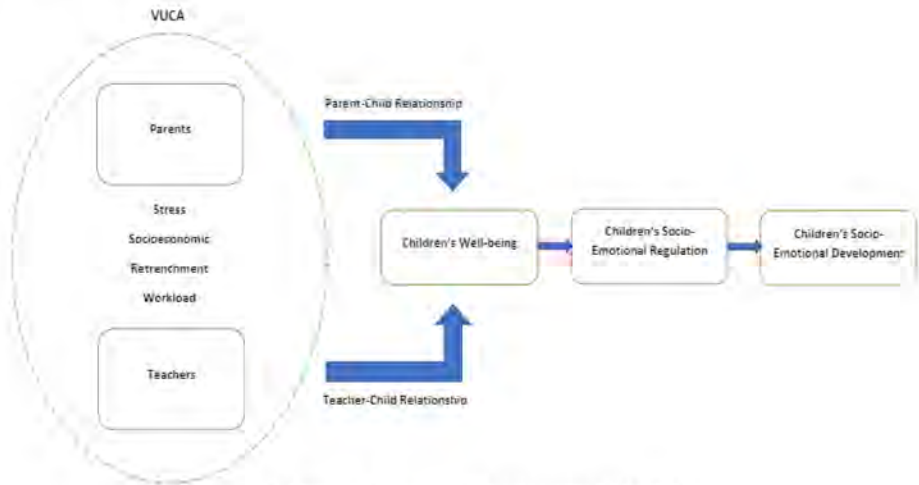 VUCA
Parents
Stress
Socioeconomic
Retrenchment
Workload
Teachers
Parent-Child Relationship
Teacher-Child Relationship
Children's Well-being
Children's Socio-
Emotional Regulation
Children's Socio-
Emotional Development